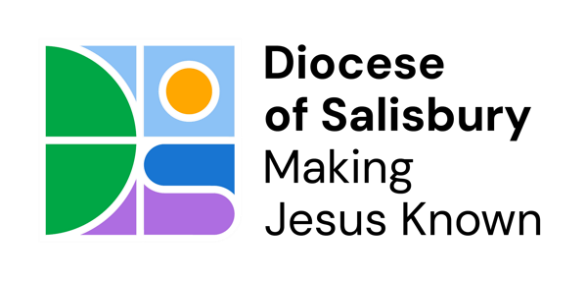 Diocese
of Salisbury
Making
Jesus Known